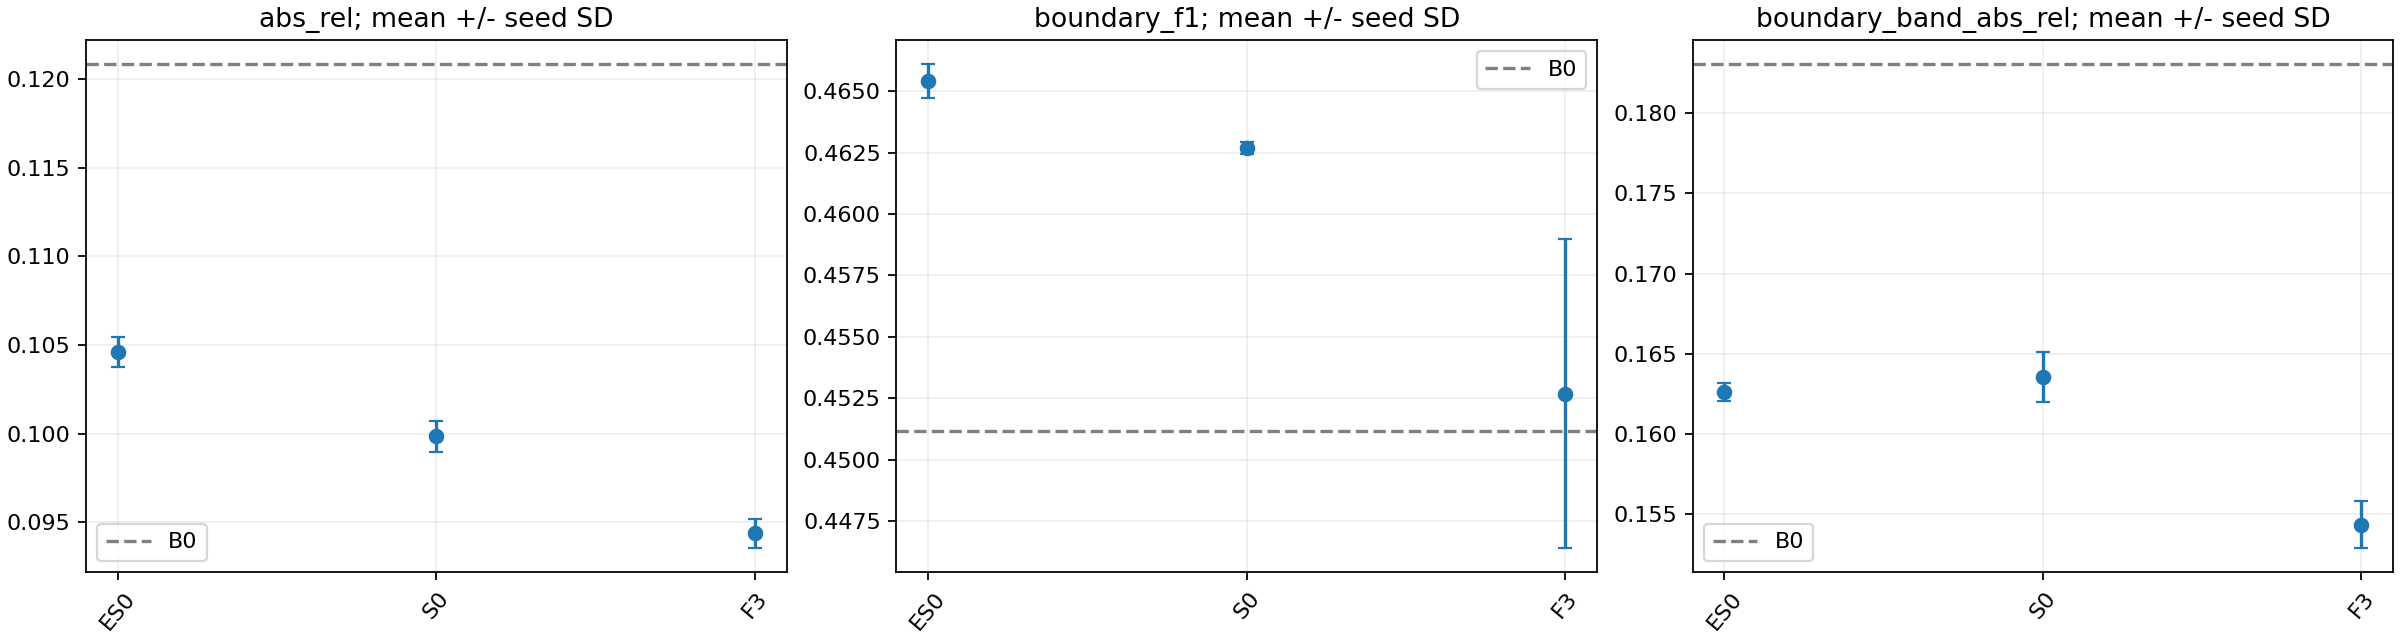 abs_rel; mean +/- seed SD
0.120
0.115
0.110
0.105
0.100
0.095
B0
ES0
S0
F3
boundary_f1; mean +/- seed SD
0.4650
0.4625
0.4600
0.4575
0.4550
0.4525
0.4500
0.4475
B0
ES0
S0
F3
boundary_band_abs_rel; mean +/- seed SD
0.180
0.175
0.170
0.165
0.160
0.155
B0
ES0
S0
F3